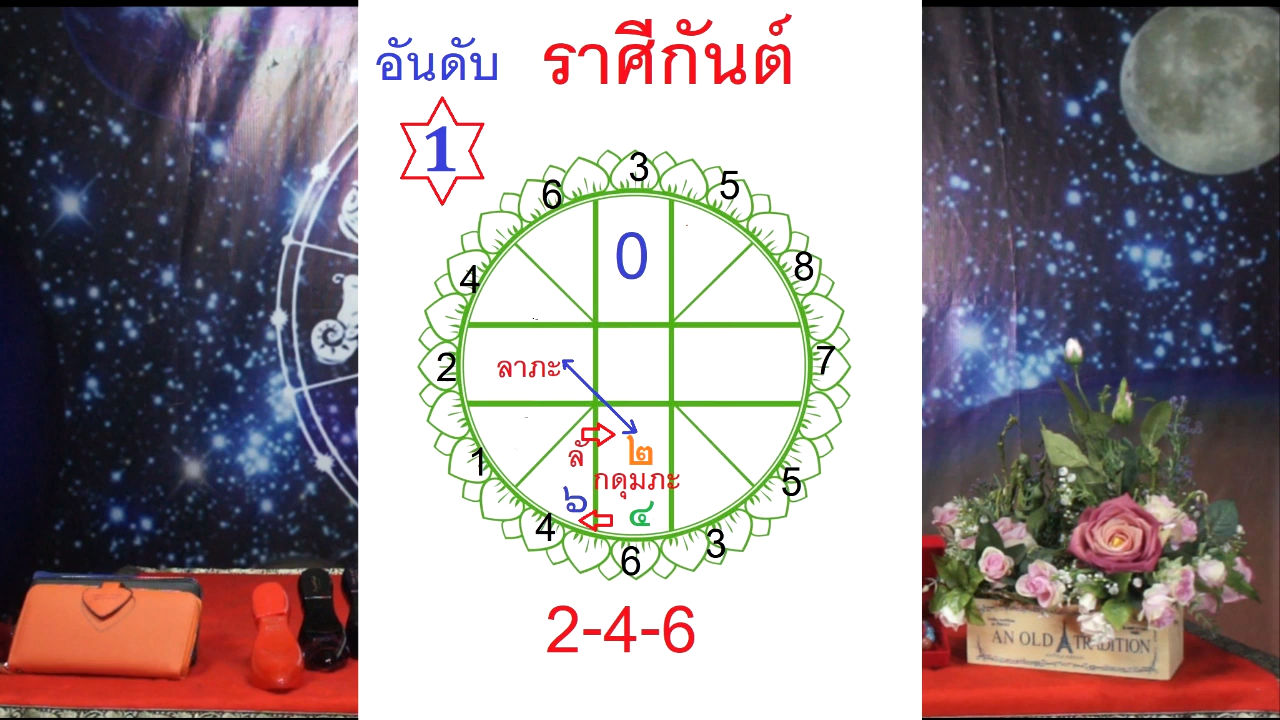 อันดับ ราศีกันต์
1
3
6 5
0
4 8
2 ลาภะ 7
ลั ๒
1 กดุมภะ 5
๖ ๔
4 3
6
2-4-6
AN OLD TRADITION